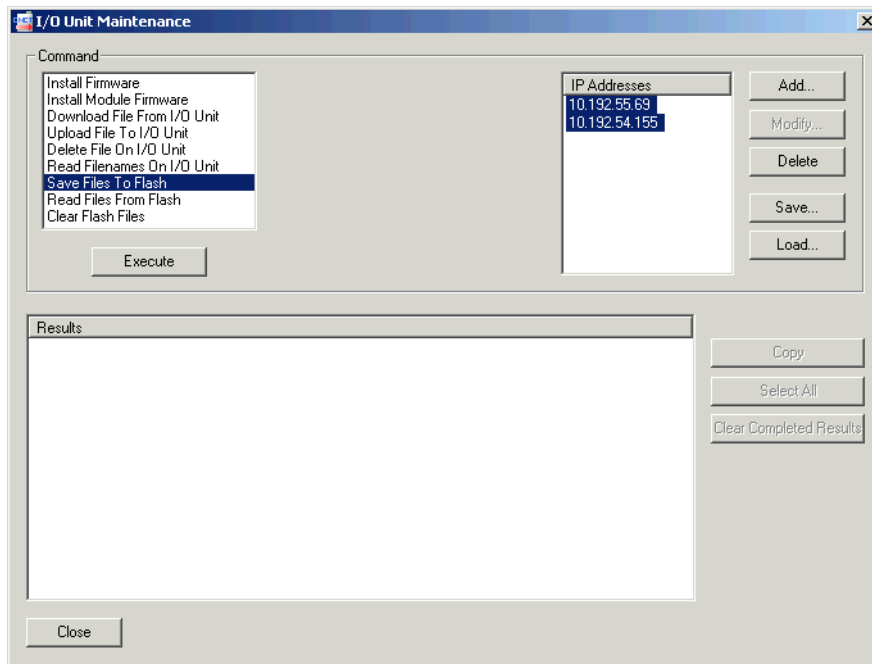 I/O Unit Maintenance
Command
Install Firmware
Install Module Firmware
Download File From I/O Unit
Upload File To I/O Unit
Delete File On I/O Unit
Read Filenames On I/O Unit
Save Files To Flash
Read Files From Flash
Clear Flash Files
Execute
IP Addresses
10.192.55.69
10.192.54.155
Add...
Modify...
Delete
Save...
Load...
Results
Copy
Select All
Clear Completed Results
Close